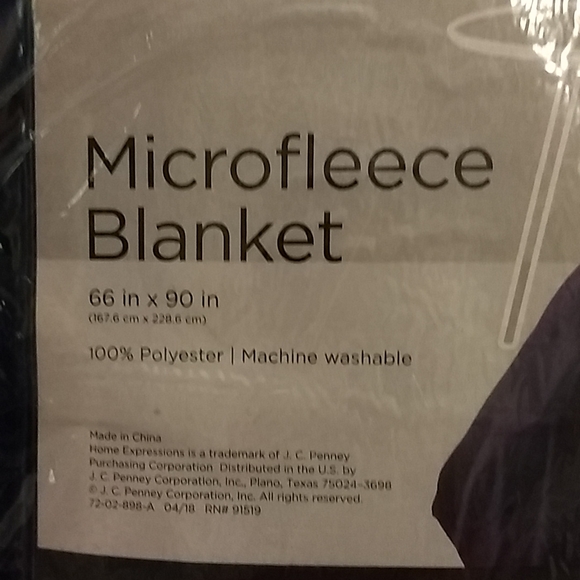 Microfleece
Blanket
66 in x 90 in
(167.6 cm x 228.6 cm)
100% Polyester | Machine washable
Made in China
Home Expressions is a trademark of J. C. Penney
Purchasing Corporation. Distributed in the U.S. by
J. C. Penney Corporation, Inc., Plano, Texas 75024-3698
© J. C. Penney Corporation, Inc. All rights reserved.
72-02-898-A 04/18 RN# 91519